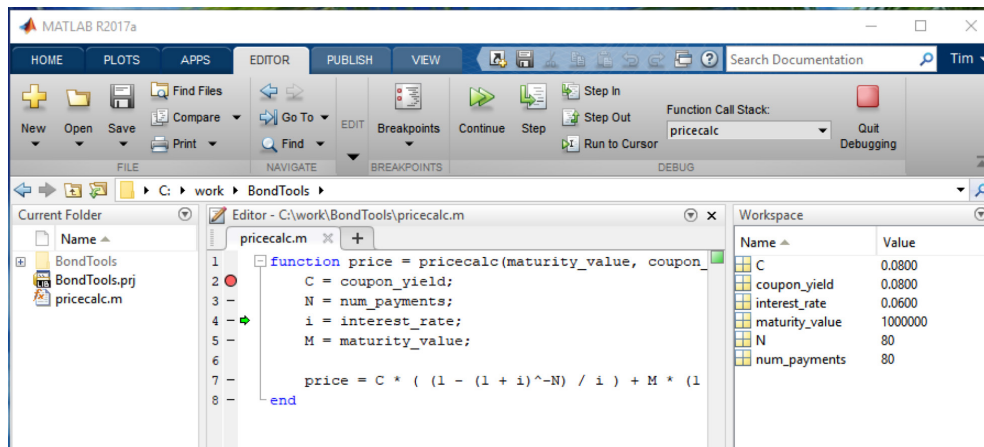 MATLAB R2017a
HOME PLOTS APPS EDITOR PUBLISH VIEW Search Documentation Tim
New Open Save Find Files Compare Print Go To Find EDIT Breakpoints Continue Step Step In Step Out Run to Cursor Function Call Stack: pricecalc Quit Debugging
FILE NAVIGATE BREAKPOINTS DEBUG
C: work BondTools
Current Folder
Name
BondTools
BondTools.prj
pricecalc.m
Editor - C:\work\BondTools\pricecalc.m
pricecalc.m +
1 function price = pricecalc(maturity_value, coupon_
2 C = coupon_yield;
3 – N = num_payments;
4 – i = interest_rate;
5 – M = maturity_value;
6
7 – price = C * ( (1 - (1 + i)^-N) / i ) + M * (1
8 – end
Workspace
Name Value
C 0.0800
coupon_yield 0.0800
interest_rate 0.0600
maturity_value 1000000
N 80
num_payments 80